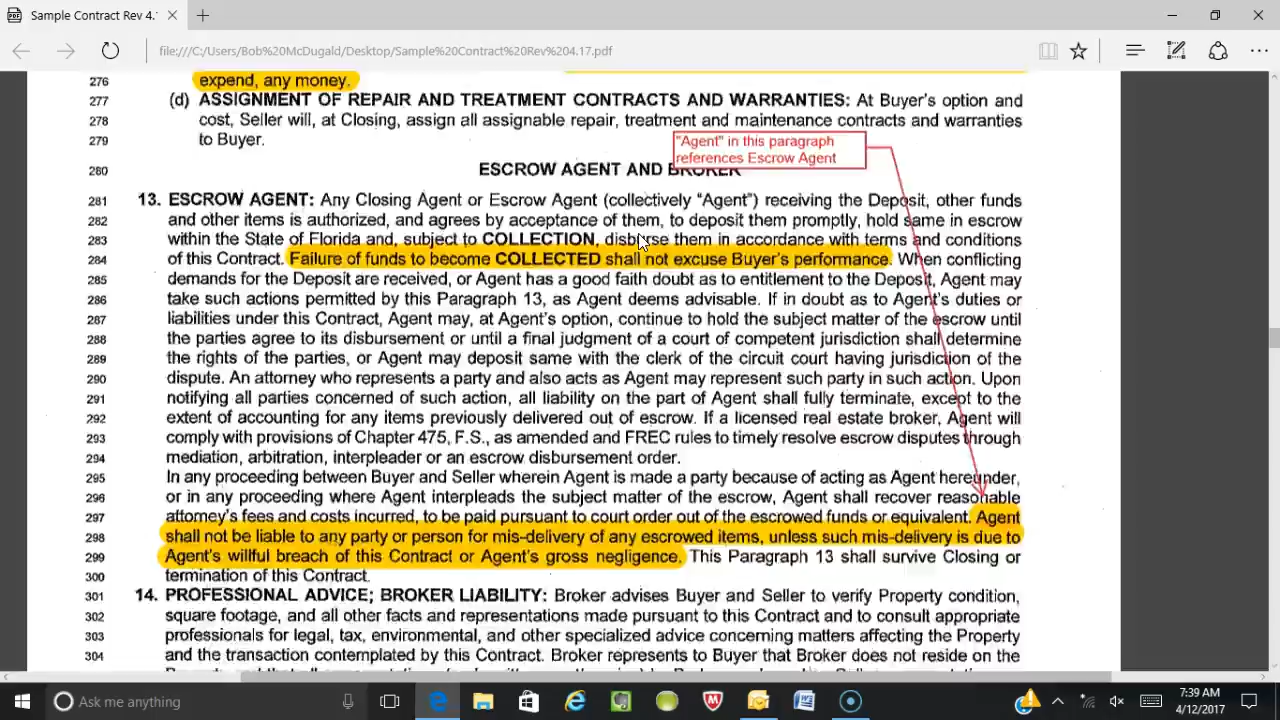 Sample Contract Rev 4.
file:///C:/Users/Bob%20McDugald/Desktop/Sample%20Contract%20Rev%204.17.pdf
276 expend, any money.
277 (d) ASSIGNMENT OF REPAIR AND TREATMENT CONTRACTS AND WARRANTIES: At Buyer's option and
278 cost, Seller will, at Closing, assign all assignable repair, treatment and maintenance contracts and warranties
279 to Buyer.
"Agent" in this paragraph
references Escrow Agent
280 ESCROW AGENT AND BROKER
281 13. ESCROW AGENT: Any Closing Agent or Escrow Agent (collectively "Agent") receiving the Deposit, other funds
282 and other items is authorized, and agrees by acceptance of them, to deposit them promptly, hold same in escrow
283 within the State of Florida and, subject to COLLECTION, disburse them in accordance with terms and conditions
284 of this Contract. Failure of funds to become COLLECTED shall not excuse Buyer's performance. When conflicting
285 demands for the Deposit are received, or Agent has a good faith doubt as to entitlement to the Deposit, Agent may
286 take such actions permitted by this Paragraph 13, as Agent deems advisable. If in doubt as to Agent's duties or
287 liabilities under this Contract, Agent may, at Agent's option, continue to hold the subject matter of the escrow until
288 the parties agree to its disbursement or until a final judgment of a court of competent jurisdiction shall determine
289 the rights of the parties, or Agent may deposit same with the clerk of the circuit court having jurisdiction of the
290 dispute. An attorney who represents a party and also acts as Agent may represent such party in such action. Upon
291 notifying all parties concerned of such action, all liability on the part of Agent shall fully terminate, except to the
292 extent of accounting for any items previously delivered out of escrow. If a licensed real estate broker, Agent will
293 comply with provisions of Chapter 475, F.S., as amended and FREC rules to timely resolve escrow disputes through
294 mediation, arbitration, interpleader or an escrow disbursement order.
295 In any proceeding between Buyer and Seller wherein Agent is made a party because of acting as Agent hereunder,
296 or in any proceeding where Agent interpleads the subject matter of the escrow, Agent shall recover reasonable
297 attorney's fees and costs incurred, to be paid pursuant to court order out of the escrowed funds or equivalent. Agent
298 shall not be liable to any party or person for mis-delivery of any escrowed items, unless such mis-delivery is due to
299 Agent's willful breach of this Contract or Agent's gross negligence. This Paragraph 13 shall survive Closing or
300 termination of this Contract.
301 14. PROFESSIONAL ADVICE; BROKER LIABILITY: Broker advises Buyer and Seller to verify Property condition,
302 square footage, and all other facts and representations made pursuant to this Contract and to consult appropriate
303 professionals for legal, tax, environmental, and other specialized advice concerning matters affecting the Property
304 and the transaction contemplated by this Contract. Broker represents to Buyer that Broker does not reside on the
Ask me anything
7:39 AM
4/12/2017